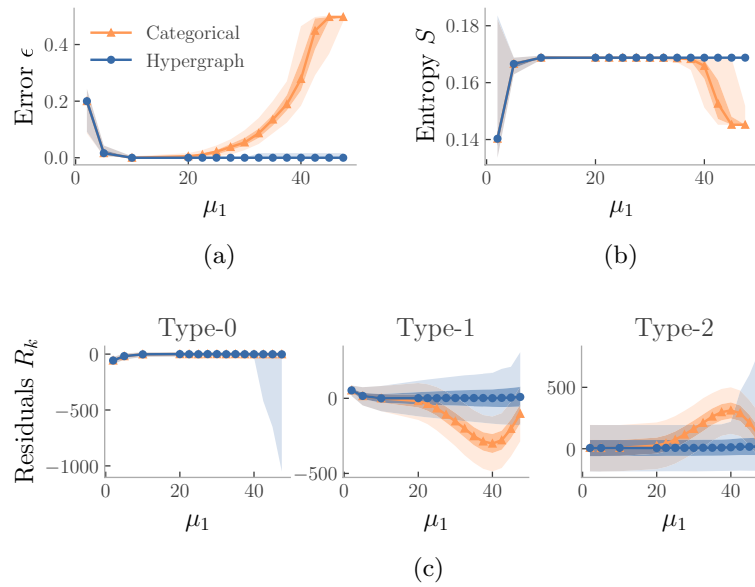 Error ϵ
0.4
0.2
0.0
Categorical
Hypergraph
0
20
40
μ₁
(a)
Entropy S
0.18
0.16
0.14
0
20
40
μ₁
(b)
Residuals R_k
Type-0
0
−500
−1000
0
20
40
μ₁
Type-1
0
−500
0
20
40
μ₁
Type-2
500
0
0
20
40
μ₁
(c)